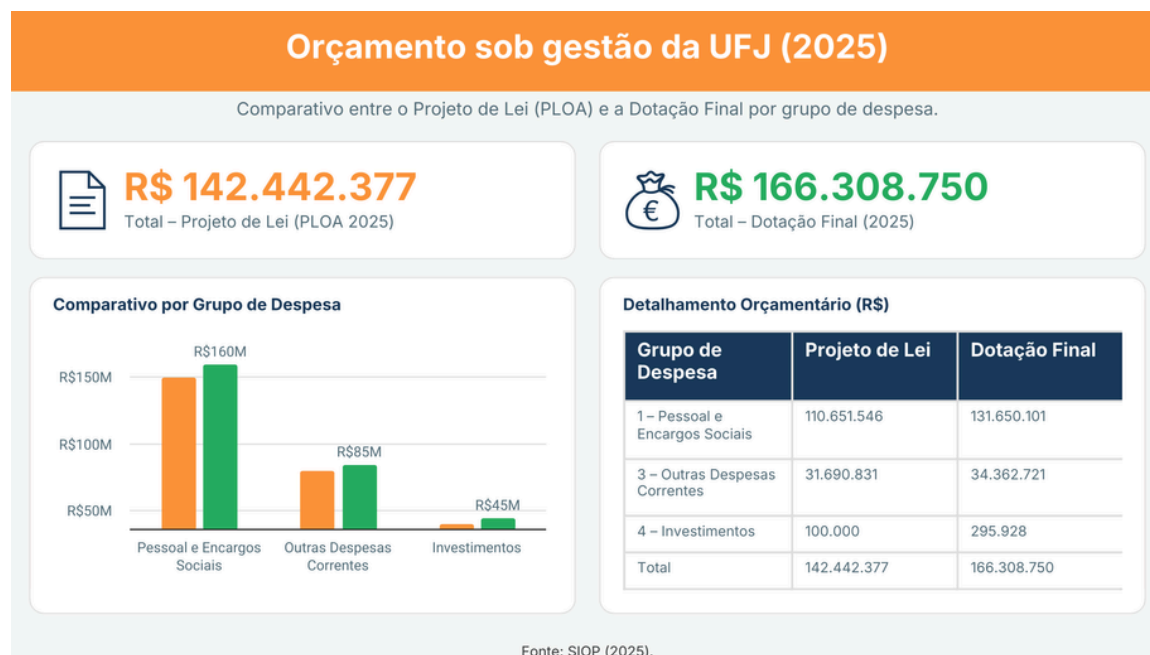 Orçamento sob gestão da UFJ (2025)
Comparativo entre o Projeto de Lei (PLOA) e a Dotação Final por grupo de despesa.
R$ 142.442.377
Total – Projeto de Lei (PLOA 2025)
€
R$ 166.308.750
Total – Dotação Final (2025)
Comparativo por Grupo de Despesa
R$160M
R$150M
R$100M
R$85M
R$50M
R$45M
Pessoal e Encargos
Sociais
Outras Despesas
Correntes
Investimentos
Detalhamento Orçamentário (R$)
Grupo de
Despesa
Projeto de Lei
Dotação Final
1 – Pessoal e
Encargos Sociais
110.651.546
131.650.101
3 – Outras Despesas
Correntes
31.690.831
34.362.721
4 – Investimentos
100.000
295.928
Total
142.442.377
166.308.750
Fonte: SIOP (2025).